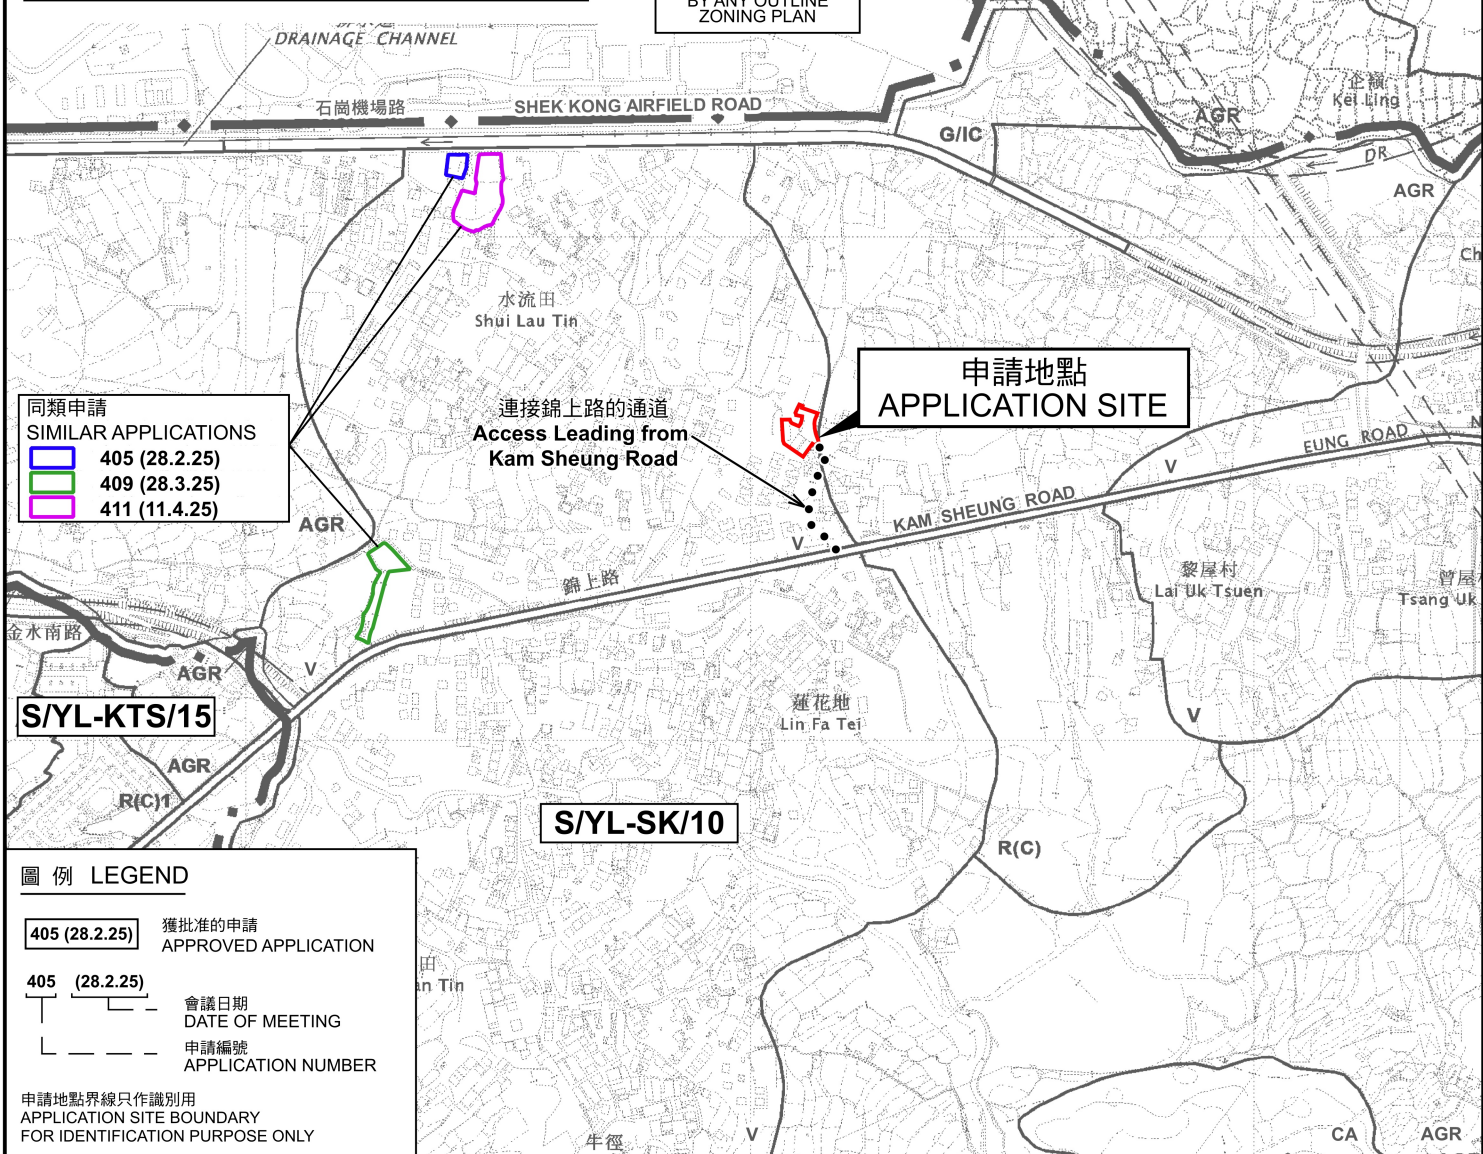 BY ANY OUTLINE
ZONING PLAN
DRAINAGE CHANNEL
石崗機場路
SHEK KONG AIRFIELD ROAD
企嶺
Kei Ling
AGR
G/IC
DR
AGR
水流田
Shui Lau Tin
申請地點
APPLICATION SITE
同類申請
SIMILAR APPLICATIONS
405 (28.2.25)
409 (28.3.25)
411 (11.4.25)
連接錦上路的通道
Access Leading from
Kam Sheung Road
EUNG ROAD
V
KAM SHEUNG ROAD
AGR
V
錦上路
黎屋村
Lai Uk Tsuen
曾屋
Tsang Uk
金水南路
AGR
V
S/YL-KTS/15
蓮花地
Lin Fa Tei
V
AGR
R(C)1
S/YL-SK/10
R(C)
圖 例 LEGEND
405 (28.2.25)
獲批准的申請
APPROVED APPLICATION
405 (28.2.25)
會議日期
DATE OF MEETING
申請編號
APPLICATION NUMBER
田
an Tin
申請地點界線只作識別用
APPLICATION SITE BOUNDARY
FOR IDENTIFICATION PURPOSE ONLY
牛徑
V
CA
AGR